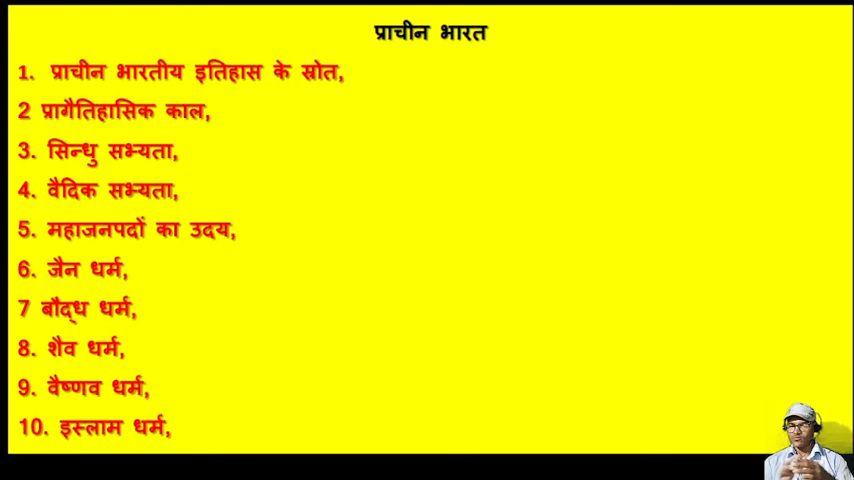 प्राचीन भारत
1. प्राचीन भारतीय इतिहास के स्रोत,
2 प्रागैतिहासिक काल,
3. सिन्धु सभ्यता,
4. वैदिक सभ्यता,
5. महाजनपदों का उदय,
6. जैन धर्म,
7 बौद्ध धर्म,
8. शैव धर्म,
9. वैष्णव धर्म,
10. इस्लाम धर्म,